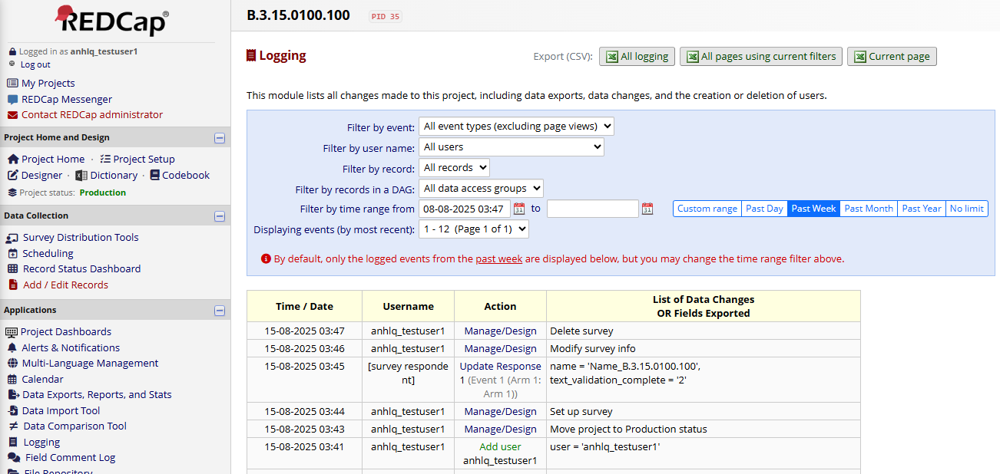 REDCap®
Logged in as anhlq_testuser1
Log out
My Projects
REDCap Messenger
Contact REDCap administrator
Project Home and Design
Project Home · Project Setup
Designer · Dictionary · Codebook
Project status: Production
Data Collection
Survey Distribution Tools
Scheduling
Record Status Dashboard
Add / Edit Records
Applications
Project Dashboards
Alerts & Notifications
Multi-Language Management
Calendar
Data Exports, Reports, and Stats
Data Import Tool
Data Comparison Tool
Logging
Field Comment Log
File Repository
B.3.15.0100.100 PID 35
Logging
Export (CSV): All logging All pages using current filters Current page
This module lists all changes made to this project, including data exports, data changes, and the creation or deletion of users.
Filter by event: All event types (excluding page views)
Filter by user name: All users
Filter by record: All records
Filter by records in a DAG: All data access groups
Filter by time range from 08-08-2025 03:47 to Custom range Past Day Past Week Past Month Past Year No limit
Displaying events (by most recent): 1 - 12 (Page 1 of 1)
By default, only the logged events from the past week are displayed below, but you may change the time range filter above.
Time / Date Username Action List of Data Changes
OR Fields Exported
15-08-2025 03:47 anhlq_testuser1 Manage/Design Delete survey
15-08-2025 03:46 anhlq_testuser1 Manage/Design Modify survey info
15-08-2025 03:45 [survey responde Update Response name = 'Name_B.3.15.0100.100',
nt] 1 (Event 1 (Arm 1: text_validation_complete = '2'
Arm 1))
15-08-2025 03:44 anhlq_testuser1 Manage/Design Set up survey
15-08-2025 03:43 anhlq_testuser1 Manage/Design Move project to Production status
15-08-2025 03:41 anhlq_testuser1 Add user user = 'anhlq_testuser1'
anhlq_testuser1